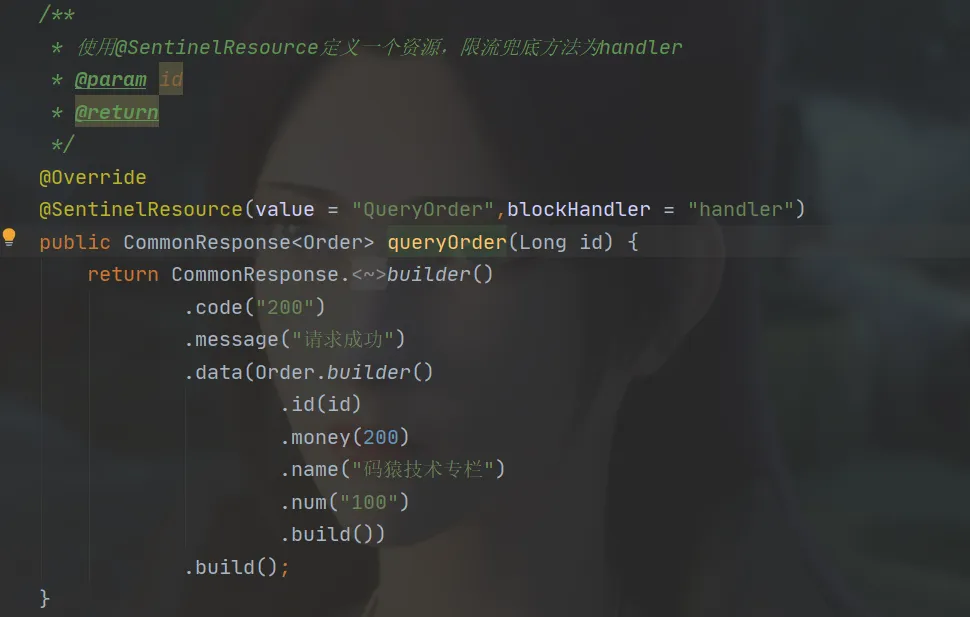 /**
 * 使用@SentinelResource定义一个资源，限流兜底方法为handler
 * @param id
 * @return
 */
@Override
@SentinelResource(value = "QueryOrder",blockHandler = "handler")
public CommonResponse<Order> queryOrder(Long id) {
    return CommonResponse.<~>builder()
            .code("200")
            .message("请求成功")
            .data(Order.builder()
                    .id(id)
                    .money(200)
                    .name("码猿技术专栏")
                    .num("100")
                    .build())
            .build();
}